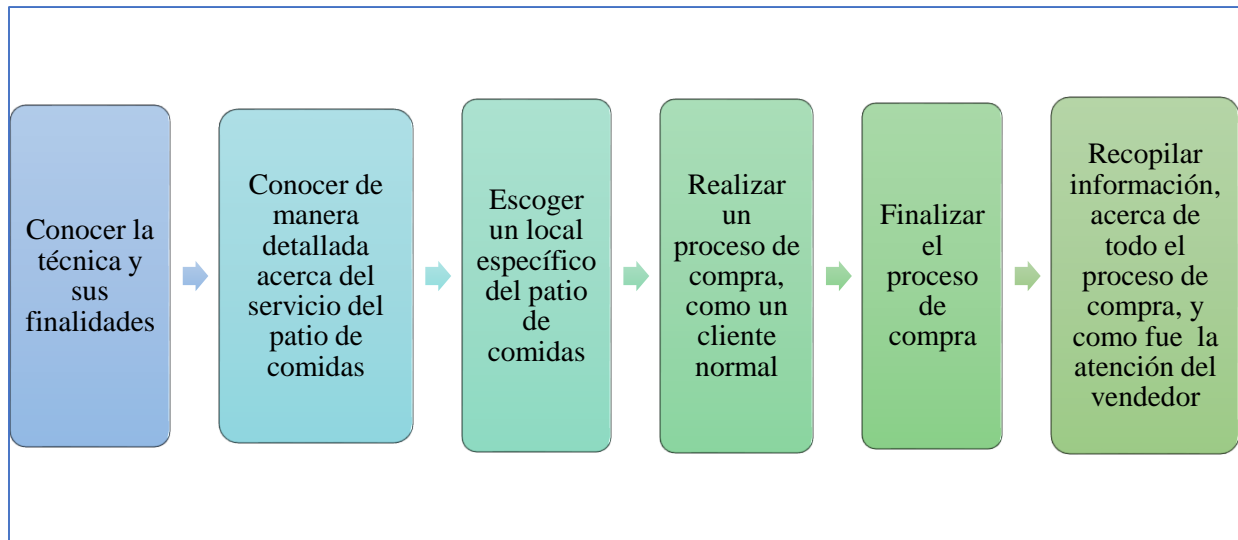 Conocer la
técnica y
sus
finalidades
Conocer de
manera
detallada
acerca del
servicio del
patio de
comidas
Escoger
un local
específico
del patio
de
comidas
Realizar
un
proceso de
compra,
como un
cliente
normal
Finalizar
el
proceso
de
compra
Recopilar
información,
acerca de
todo el
proceso de
compra, y
como fue  la
atención del
vendedor